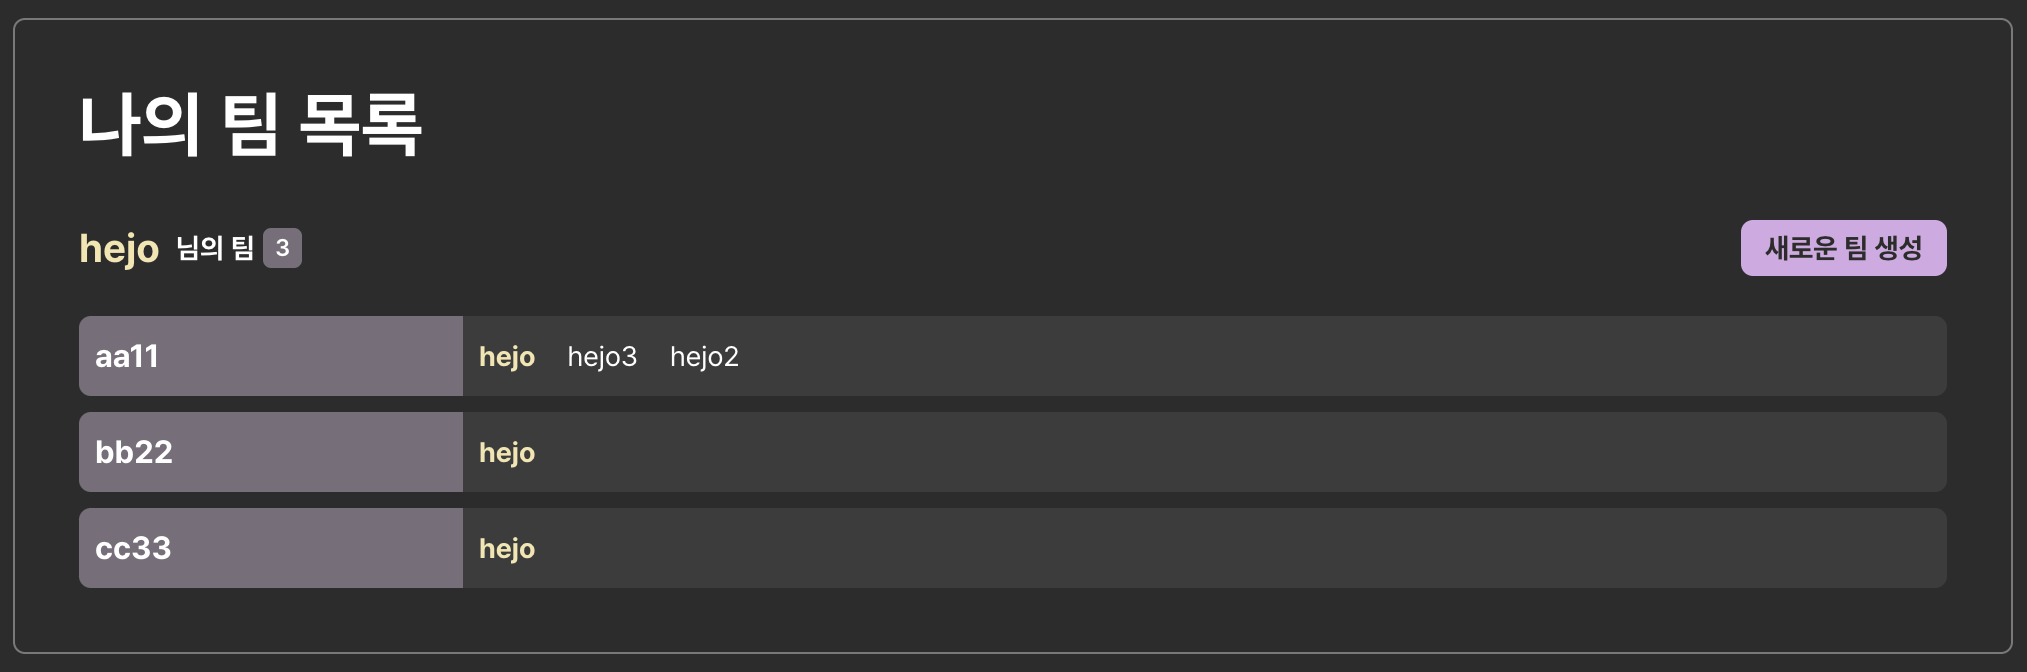 나의 팀 목록
hejo 님의 팀 3 새로운 팀 생성
aa11 hejo hejo3 hejo2
bb22 hejo
cc33 hejo